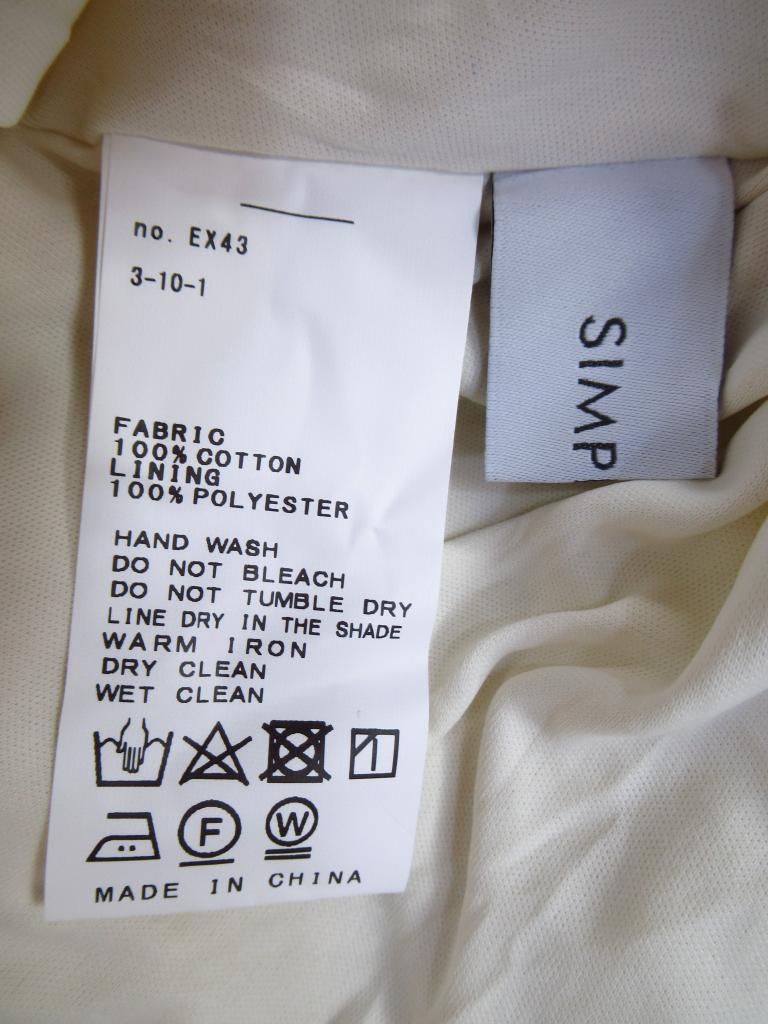 no. EX43
3-10-1
FABRIC
100% COTTON
LINING
100% POLYESTER
HAND WASH
DO NOT BLEACH
DO NOT TUMBLE DRY
LINE DRY IN THE SHADE
WARM IRON
DRY CLEAN
WET CLEAN
F W
MADE IN CHINA
SIMP